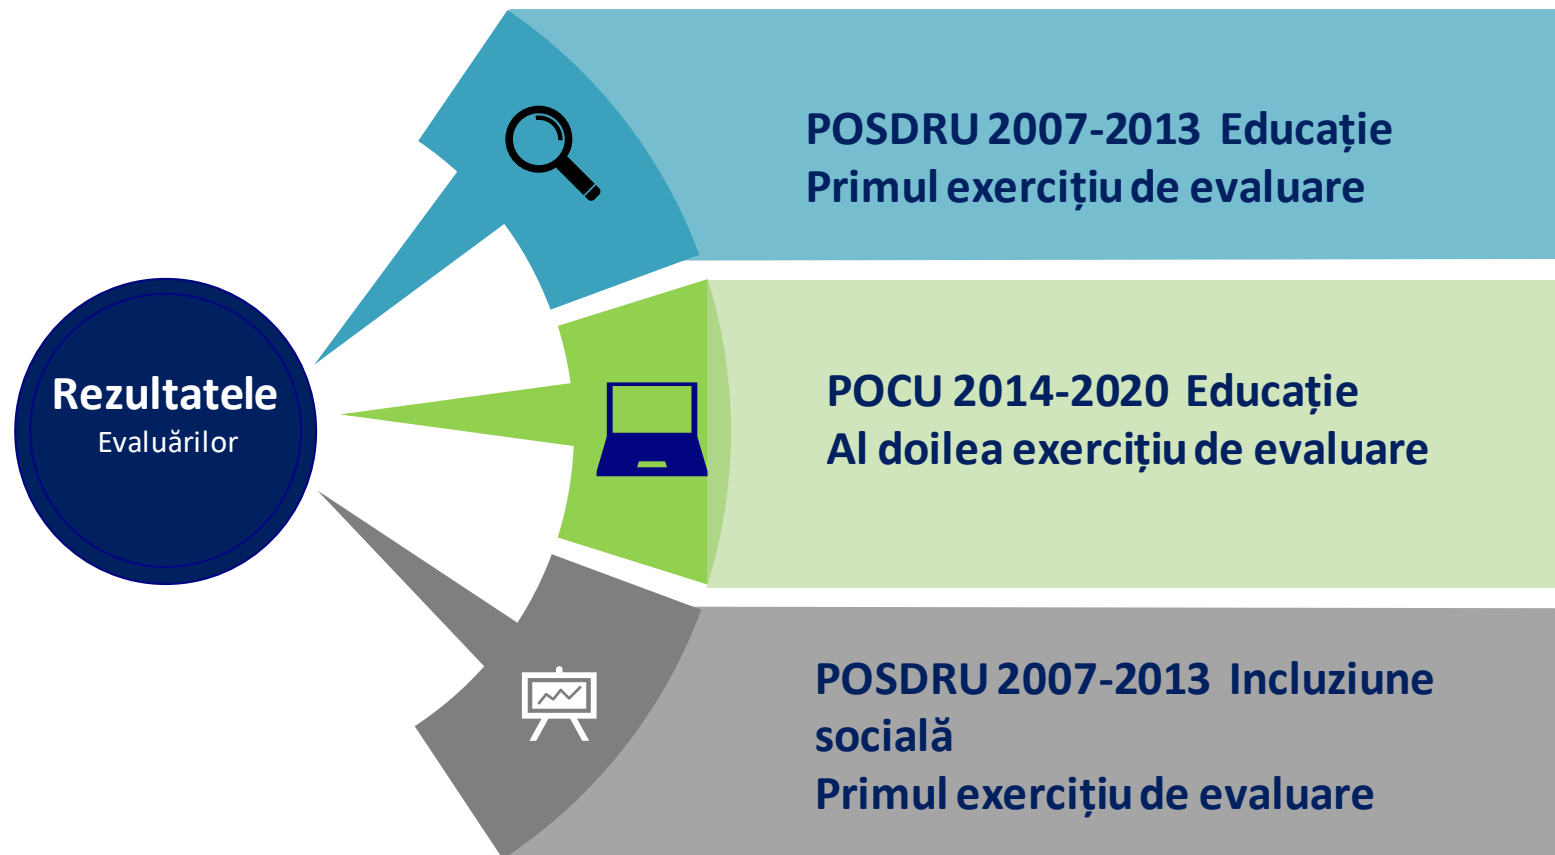 POSDRU 2007-2013 Educație
Primul exercițiu de evaluare
Rezultatele
Evaluărilor
POCU 2014-2020 Educație
Al doilea exercițiu de evaluare
POSDRU 2007-2013 Incluziune
socială
Primul exercițiu de evaluare